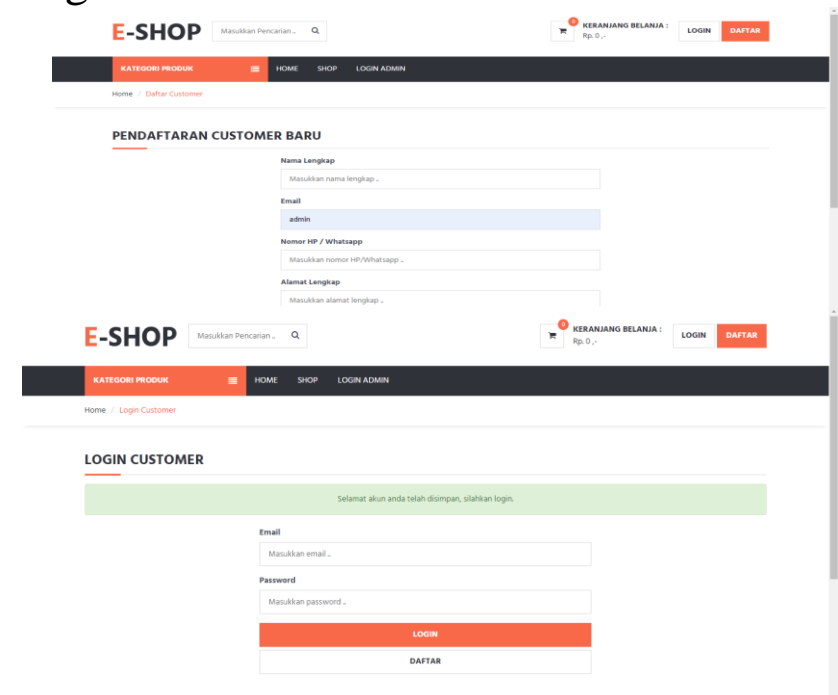 E-SHOP Masukkan Pencarian .. 0 KERANJANG BELANJA : LOGIN DAFTAR
Rp. 0 ,-
KATEGORI PRODUK HOME SHOP LOGIN ADMIN
Home / Daftar Customer
PENDAFTARAN CUSTOMER BARU
Nama Lengkap
Masukkan nama lengkap ..
Email
admin
Nomor HP / Whatsapp
Masukkan nomor HP/Whatsapp ..
Alamat Lengkap
Masukkan alamat lengkap ..
E-SHOP Masukkan Pencarian .. 0 KERANJANG BELANJA : LOGIN DAFTAR
Rp. 0 ,-
KATEGORI PRODUK HOME SHOP LOGIN ADMIN
Home / Login Customer
LOGIN CUSTOMER
Selamat akun anda telah disimpan, silahkan login.
Email
Masukkan email ..
Password
Masukkan password ..
LOGIN
DAFTAR